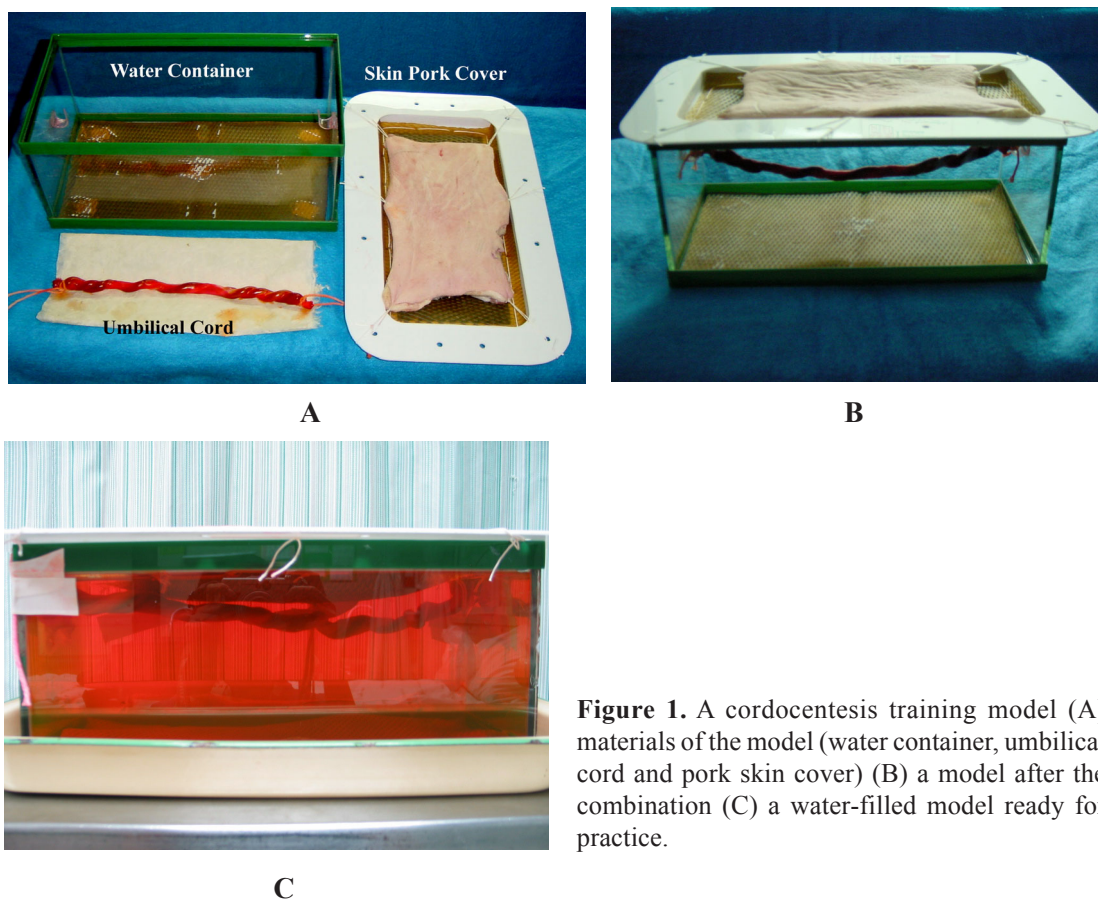 Water Container
Skin Pork Cover
Umbilical Cord
A
B
C
Figure 1. A cordocentesis training model (A
materials of the model (water container, umbilica
cord and pork skin cover) (B) a model after the
combination (C) a water-filled model ready fo
practice.